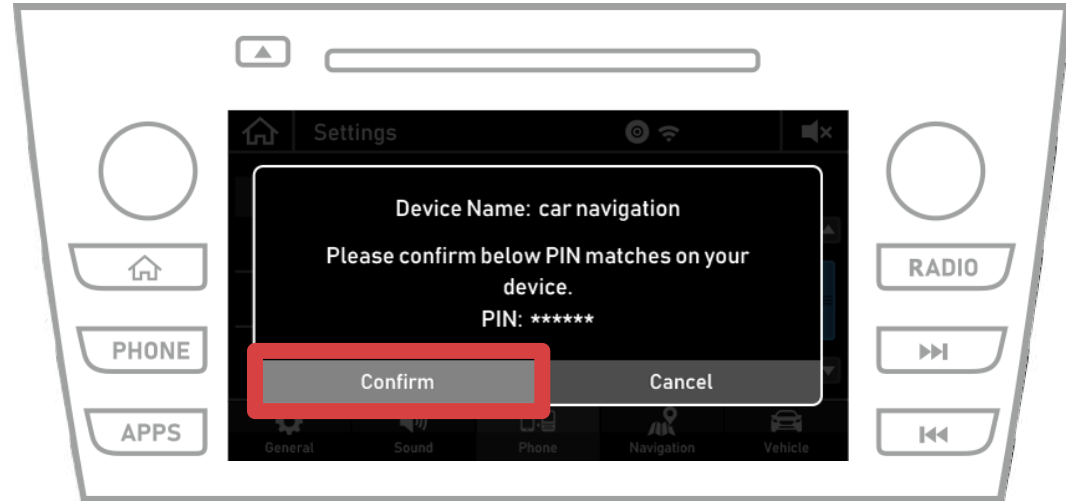 Settings
Device Name: car navigation
Please confirm below PIN matches on your
device.
PIN: ******
Confirm
Cancel
General
Sound
Phone
Navigation
Vehicle
PHONE
APPS
RADIO